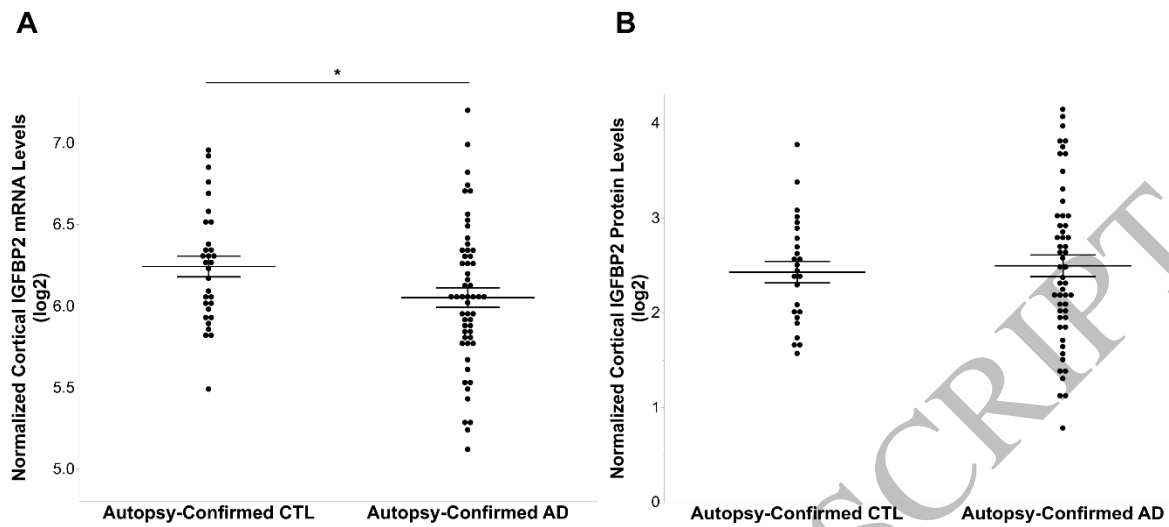 A
B
*
Normalized Cortical IGFBP2 mRNA Levels
(log2)
7.0
6.5
6.0
5.5
5.0
Autopsy-Confirmed CTL
Autopsy-Confirmed AD
Normalized Cortical IGFBP2 Protein Levels
(log2)
4
3
2
1
0
Autopsy-Confirmed CTL
Autopsy-Confirmed AD
SCRIPT